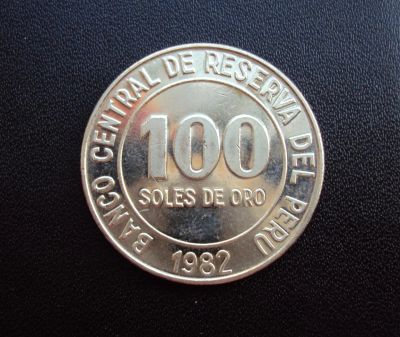 BANCO CENTRAL DE RESERVA DEL PERU
100
SOLES DE ORO
1982